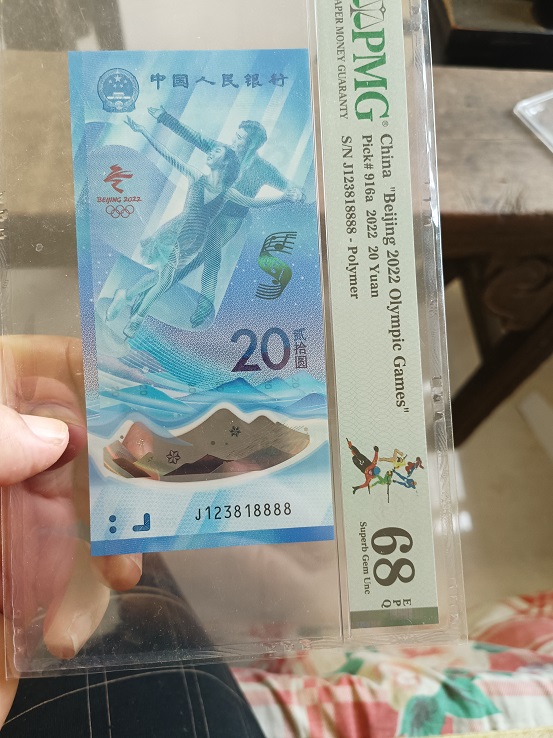 中国人民银行
BEIJING 2022
20
贰拾圆
J123818888
PMG®
PAPER MONEY GUARANTY
China "Beijing 2022 Olympic Games"
Pick# 916a 2022 20 Yuan
S/N J123818888 - Polymer
68
EPQ
Superb Gem Unc